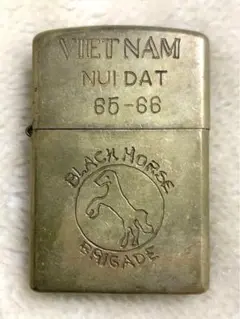 VIETNAM
NUI DAT
65-66
BLACK HORSE
BRIGADE